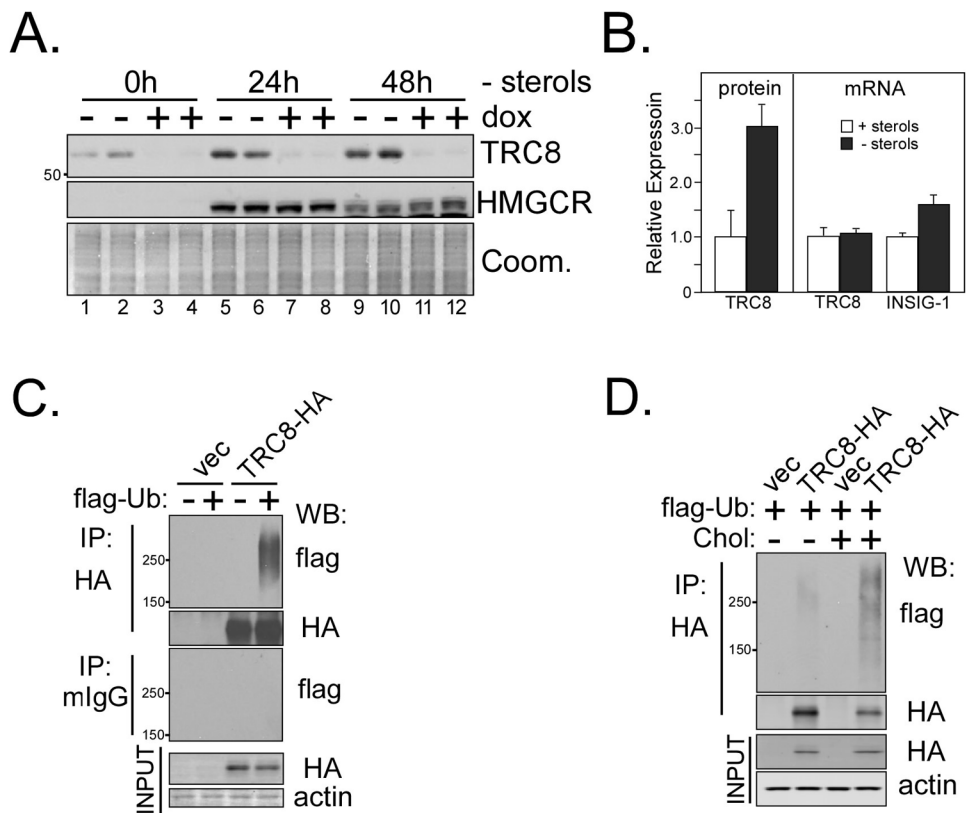 A.
0h 24h 48h - sterols
- - + + - - + + - - + + dox
TRC8
50
HMGCR
Coom.
1 2 3 4 5 6 7 8 9 10 11 12
B.
protein mRNA
+ sterols
- sterols
Relative Expressoin
3.0
2.0
1.0
0
TRC8 TRC8 INSIG-1
C.
vec TRC8-HA
flag-Ub: - + - +
WB:
IP:
HA
250
150
flag
HA
IP:
mIgG
250
150
flag
INPUT
HA
actin
D.
vec TRC8-HA vec TRC8-HA
flag-Ub: + + + +
Chol: - - + +
WB:
IP:
HA
250
150
flag
HA
INPUT
HA
actin